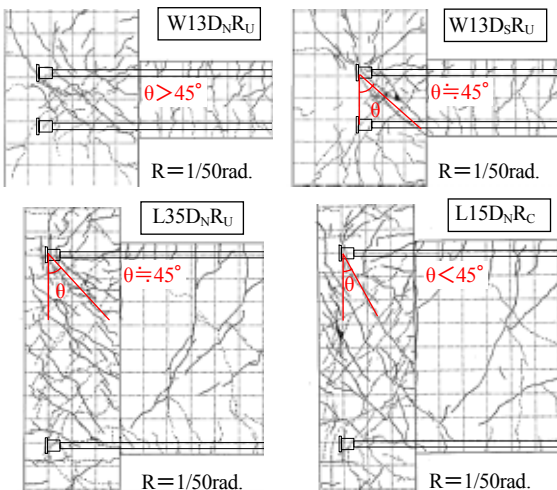 W13DNRU
θ＞45°
R＝1/50rad.
W13DSRU
θ≒45°
θ
R＝1/50rad.
L35DNRU
θ≒45°
θ
R＝1/50rad.
L15DNRC
θ＜45°
θ
R＝1/50rad.